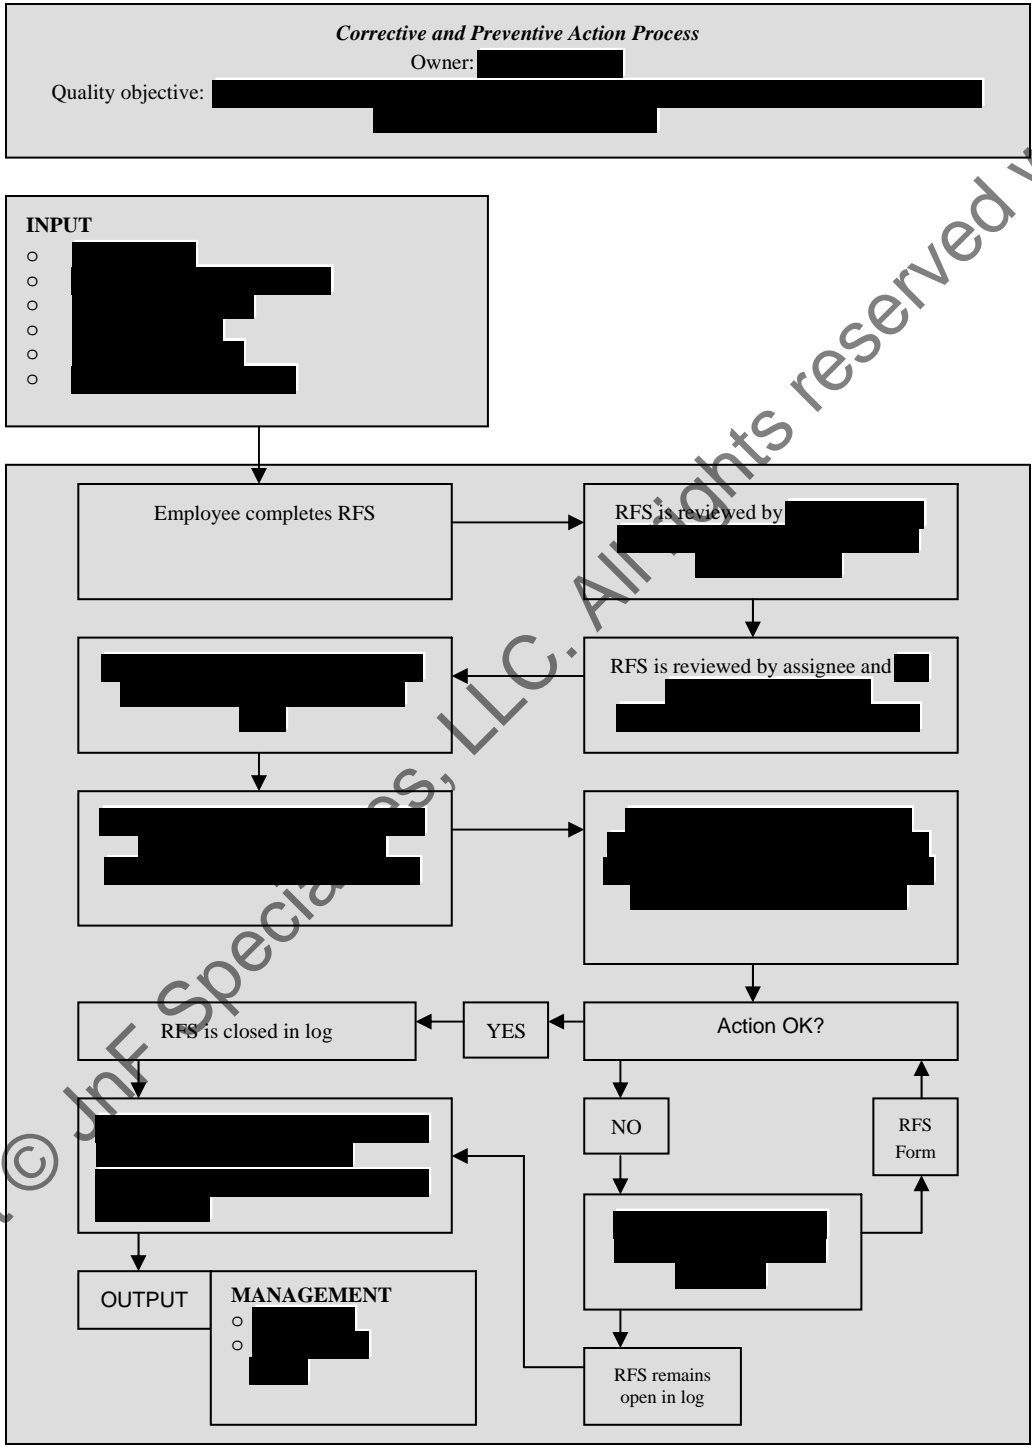 Corrective and Preventive Action Process
Owner:
Quality objective:
INPUT
Employee completes RFS
RFS is reviewed by
RFS is reviewed by assignee and
Action OK?
YES
RFS is closed in log
NO
RFS
Form
OUTPUT
MANAGEMENT
RFS remains
open in log
© JnF Specialties, LLC. All rights reserved